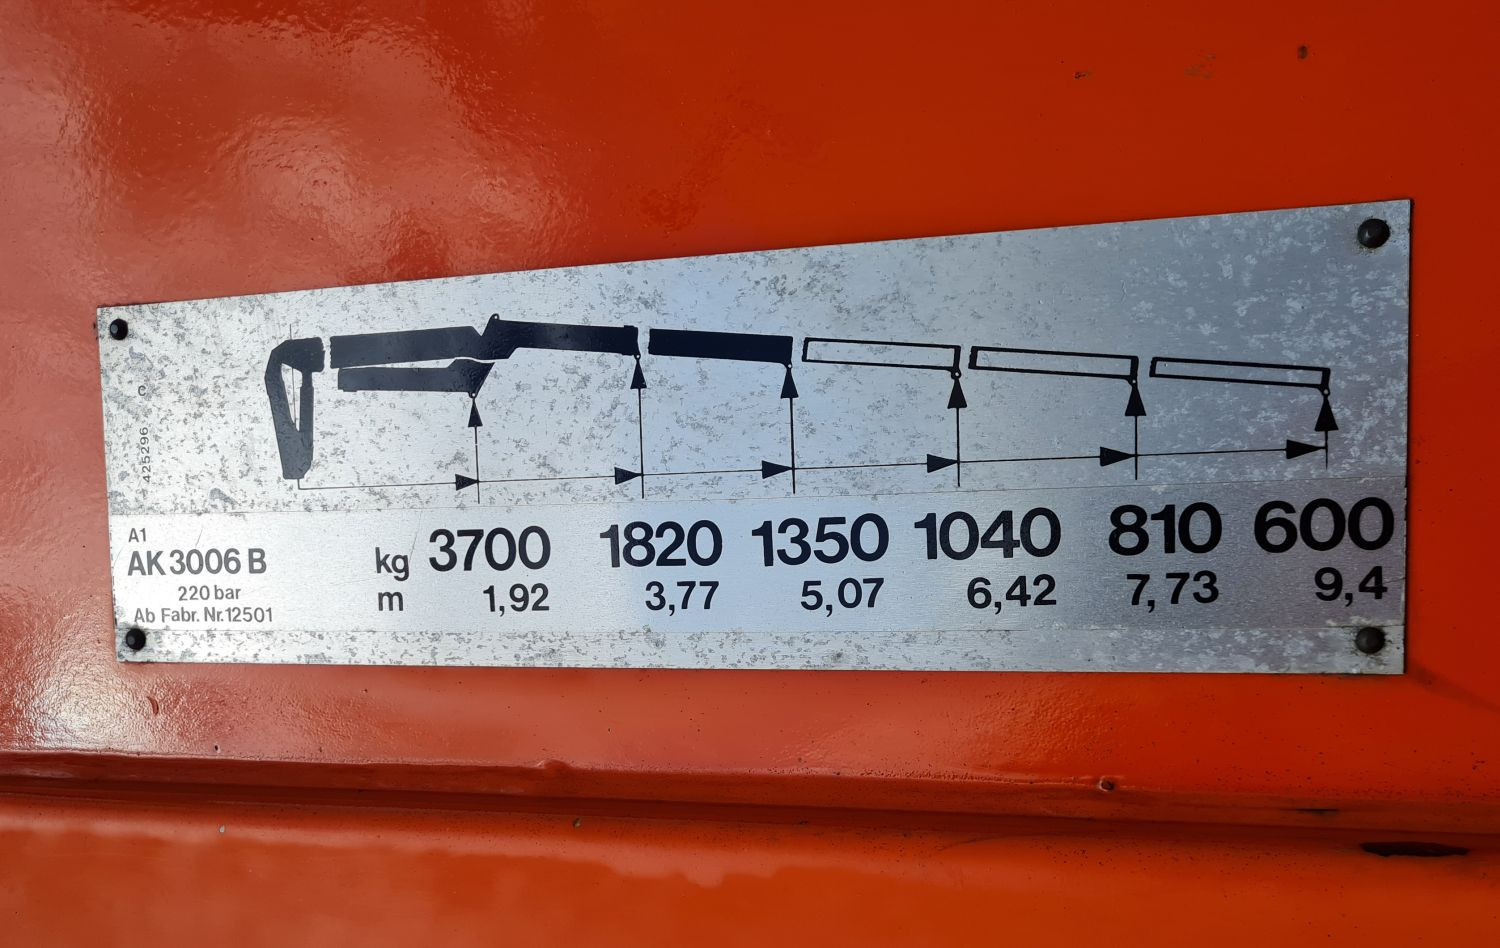 425296 C
A1
AK 3006 B
220 bar
Ab Fabr. Nr. 12501
kg 3700 1820 1350 1040 810 600
m 1,92 3,77 5,07 6,42 7,73 9,4